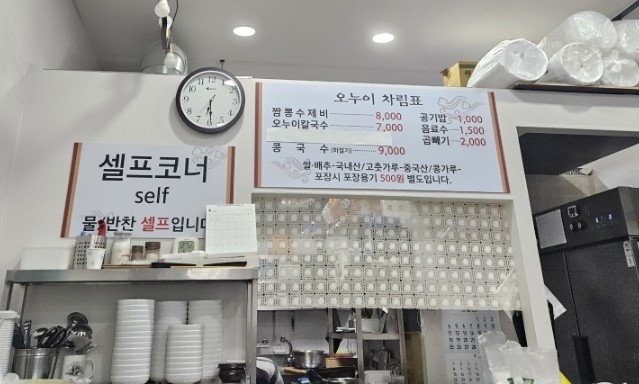 오누이 차림표
짬뽕수제비 8,000
오누이칼국수 7,000
콩 국 수 (하절기) 9,000
공기밥 1,000
음료수 1,500
곱빼기 2,000
쌀·배추-국내산/고춧가루-중국산/콩가루-
포장시 포장용기 500원 별도입니다.
셀프코너
self
반찬 셀프입니다